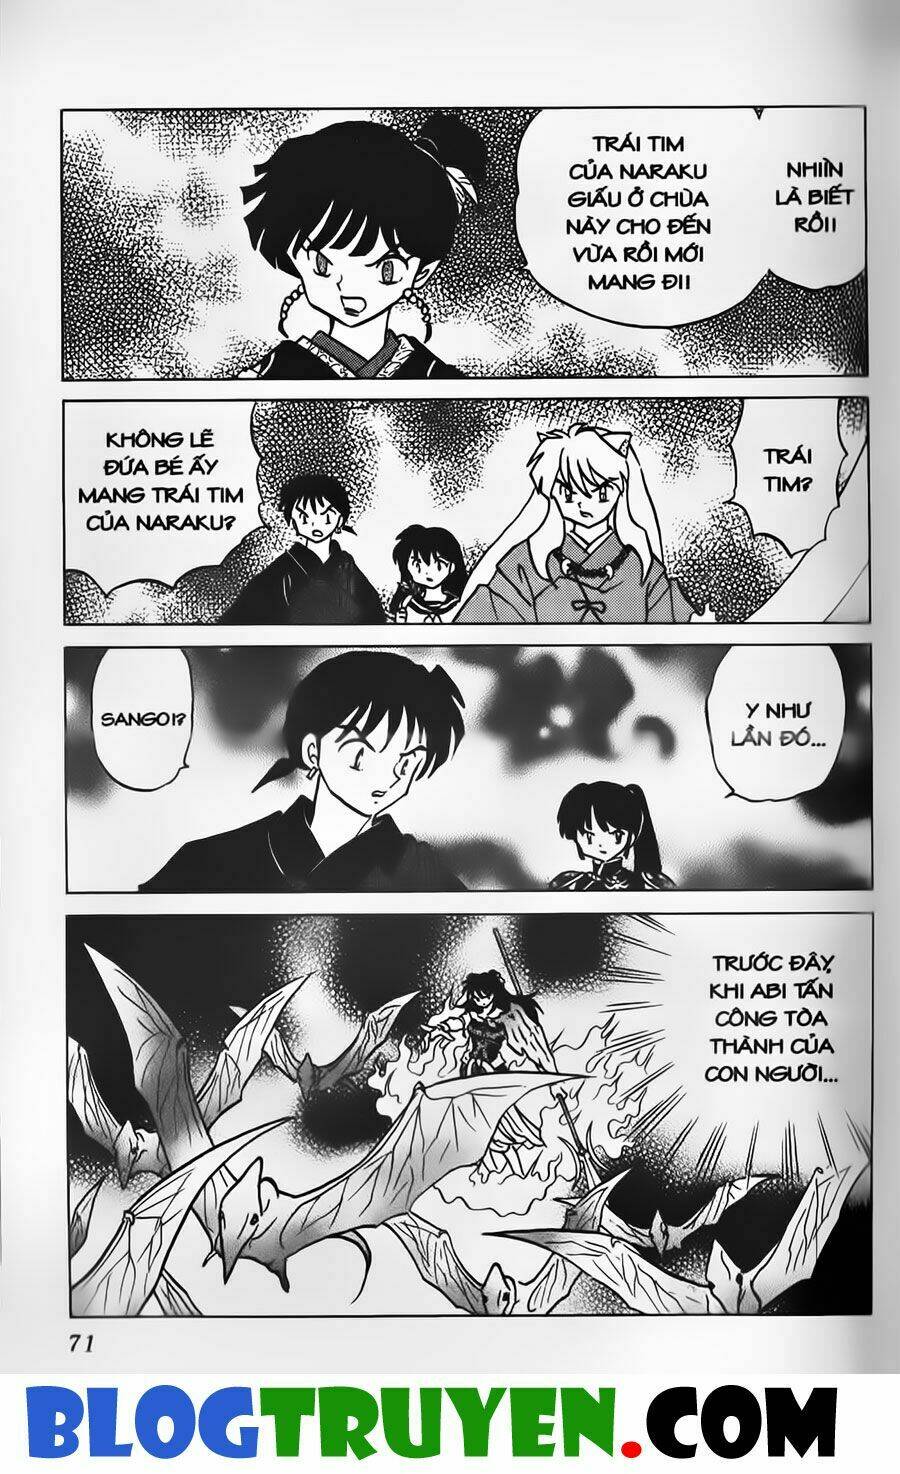 NHIÌN
LÀ BIẾT
RỒI!
TRÁI TIM
CỦA NARAKU
GIẤU Ở CHÙA
NÀY CHO ĐẾN
VỪA RỒI MỚI
MANG ĐI!
TRÁI
TIM?
KHÔNG LẼ
ĐỨA BÉ ẤY
MANG TRÁI TIM
CỦA NARAKU?
Y NHƯ
LẦN ĐÓ...
SANGO!?
TRƯỚC ĐÂY,
KHI ABI TẤN
CÔNG TÒA
THÀNH CỦA
CON NGƯỜI...
71
BLOGTRUYEN.COM